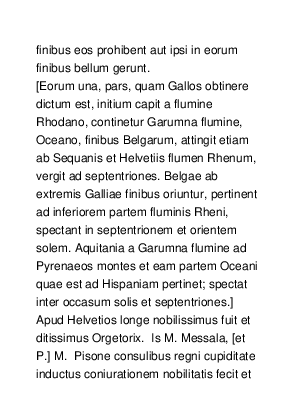 finibus eos prohibent aut ipsi in eorum
finibus bellum gerunt.
[Eorum una, pars, quam Gallos obtinere
dictum est, initium capit a flumine
Rhodano, continetur Garumna flumine,
Oceano, finibus Belgarum, attingit etiam
ab Sequanis et Helvetiis flumen Rhenum,
vergit ad septentriones. Belgae ab
extremis Galliae finibus oriuntur, pertinent
ad inferiorem partem fluminis Rheni,
spectant in septentrionem et orientem
solem. Aquitania a Garumna flumine ad
Pyrenaeos montes et eam partem Oceani
quae est ad Hispaniam pertinet; spectat
inter occasum solis et septentriones.]
Apud Helvetios longe nobilissimus fuit et
ditissimus Orgetorix.  Is M. Messala, [et
P.] M.  Pisone consulibus regni cupiditate
inductus coniurationem nobilitatis fecit et